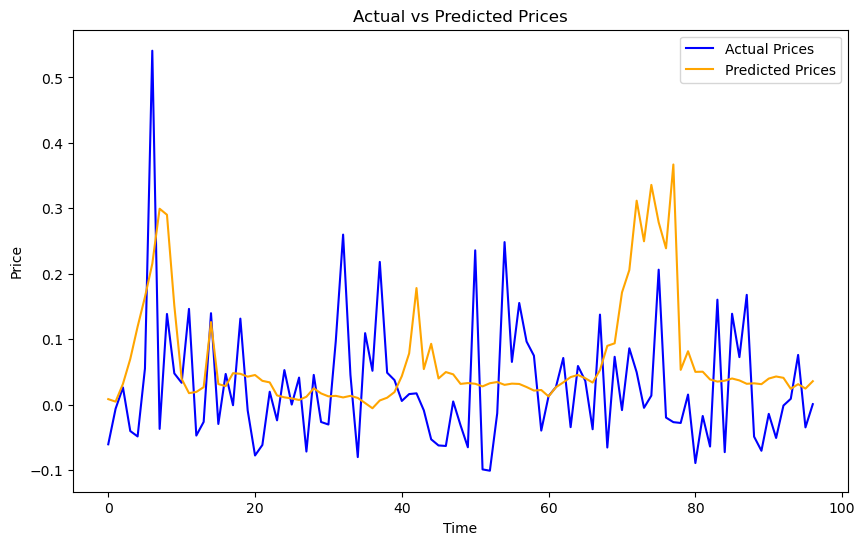 Actual vs Predicted Prices
Actual Prices
Predicted Prices
Price
0.5
0.4
0.3
0.2
0.1
0.0
−0.1
0 20 40 60 80 100
Time